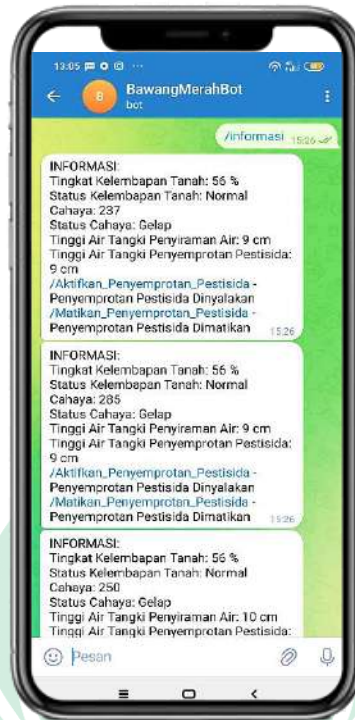 13:05
BawangMerahBot
B
bot
/informasi 15:26
INFORMASI:
Tingkat Kelembapan Tanah: 56 %
Status Kelembapan Tanah: Normal
Cahaya: 237
Status Cahaya: Gelap
Tinggi Air Tangki Penyiraman Air: 9 cm
Tinggi Air Tangki Penyemprotan Pestisida:
9 cm
/Aktifkan_Penyemprotan_Pestisida -
Penyemprotan Pestisida Dinyalakan
/Matikan_Penyemprotan_Pestisida -
Penyemprotan Pestisida Dimatikan 15:26
INFORMASI:
Tingkat Kelembapan Tanah: 56 %
Status Kelembapan Tanah: Normal
Cahaya: 285
Status Cahaya: Gelap
Tinggi Air Tangki Penyiraman Air: 9 cm
Tinggi Air Tangki Penyemprotan Pestisida:
9 cm
/Aktifkan_Penyemprotan_Pestisida -
Penyemprotan Pestisida Dinyalakan
/Matikan_Penyemprotan_Pestisida -
Penyemprotan Pestisida Dimatikan 15:26
INFORMASI:
Tingkat Kelembapan Tanah: 56 %
Status Kelembapan Tanah: Normal
Cahaya: 250
Status Cahaya: Gelap
Tinggi Air Tangki Penyiraman Air: 10 cm
Tinggi Air Tangki Penyemprotan Pestisida:
Pesan